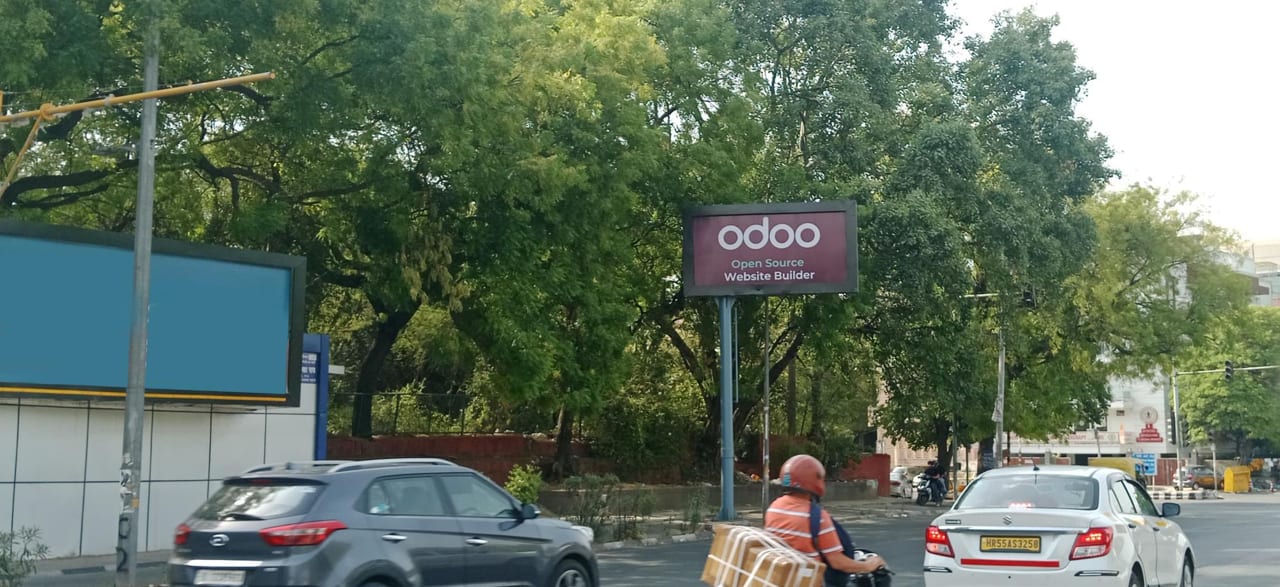 odoo
Open Source
Website Builder
HR55AS3258